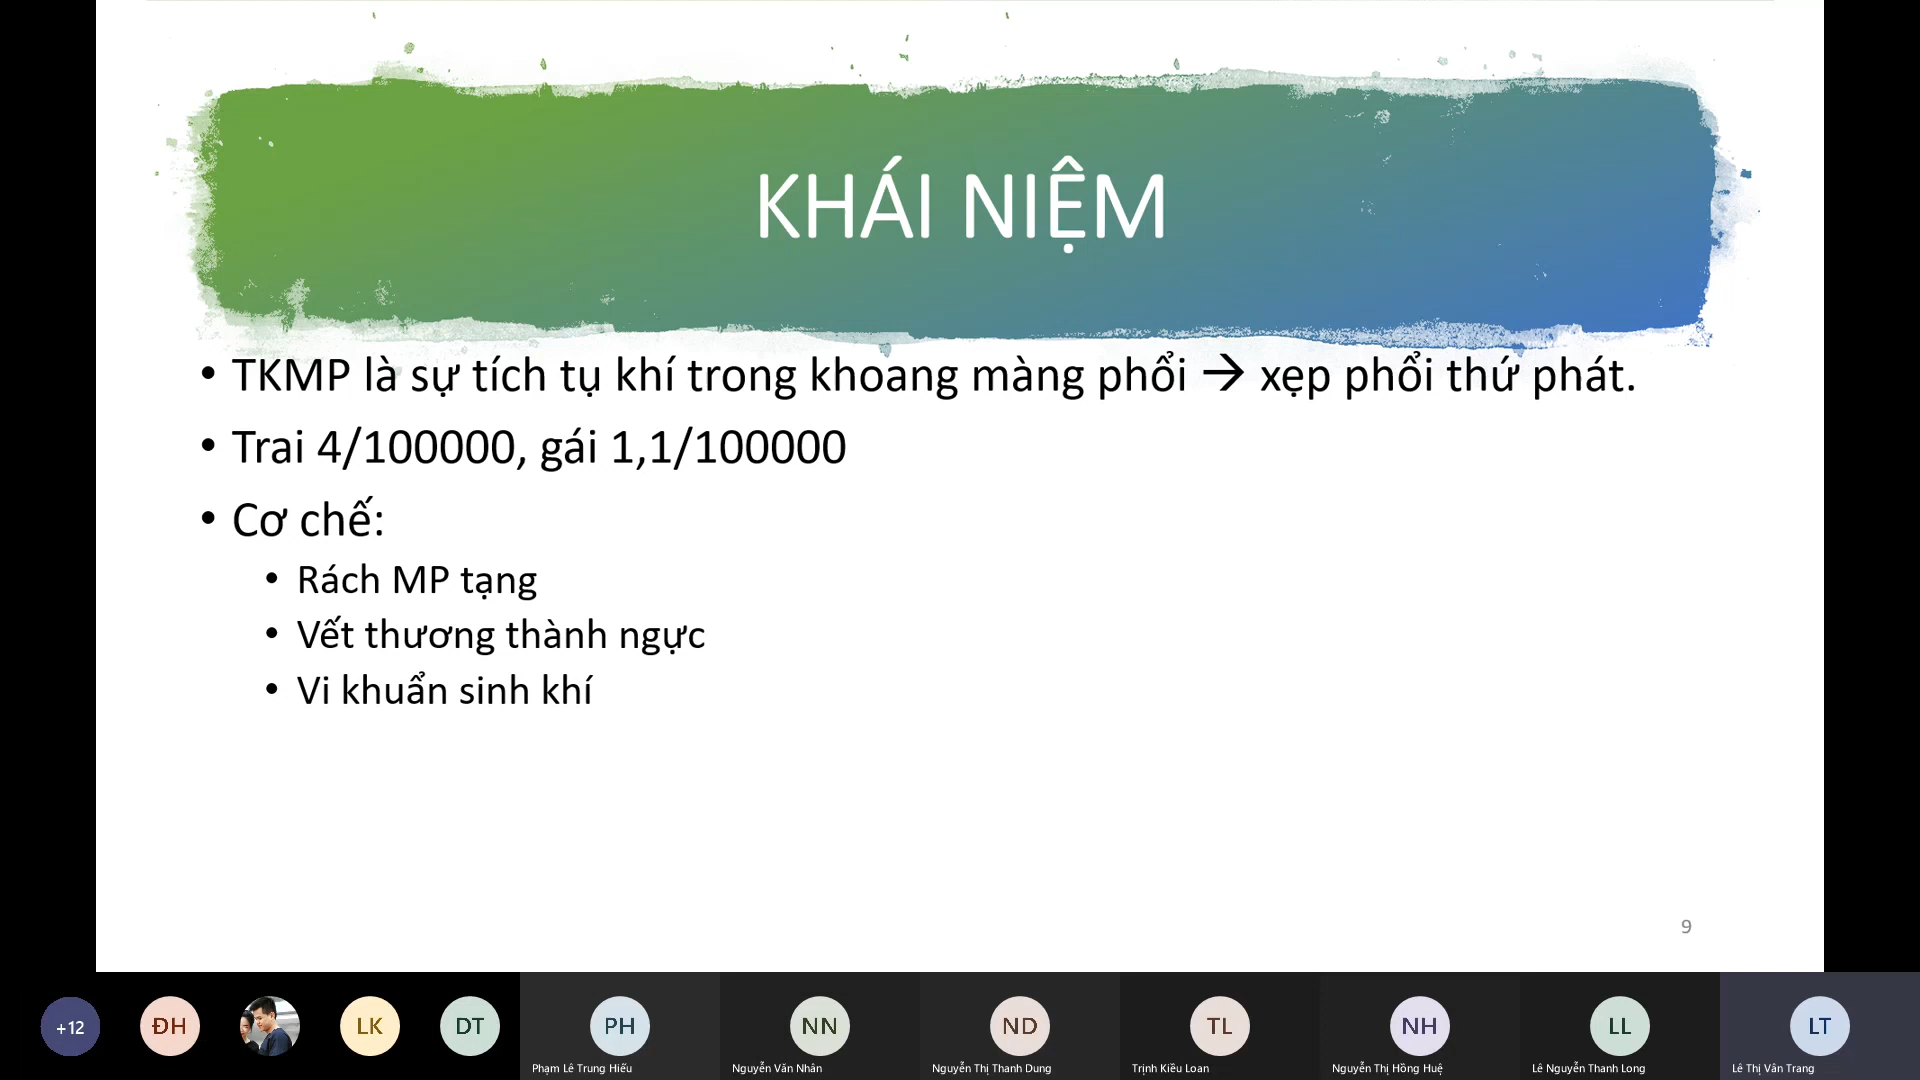 KHÁI NIỆM
• TKMP là sự tích tụ khí trong khoang màng phổi → xẹp phổi thứ phát.
• Trai 4/100000, gái 1,1/100000
• Cơ chế:
• Rách MP tạng
• Vết thương thành ngực
• Vi khuẩn sinh khí
9
+12 ĐH LK DT PH NN ND TL NH LL LT
Phạm Lê Trung Hiếu Nguyễn Văn Nhân Nguyễn Thị Thanh Dung Trịnh Kiều Loan Nguyễn Thị Hồng Huệ Lê Nguyễn Thanh Long Lê Thị Vân Trang